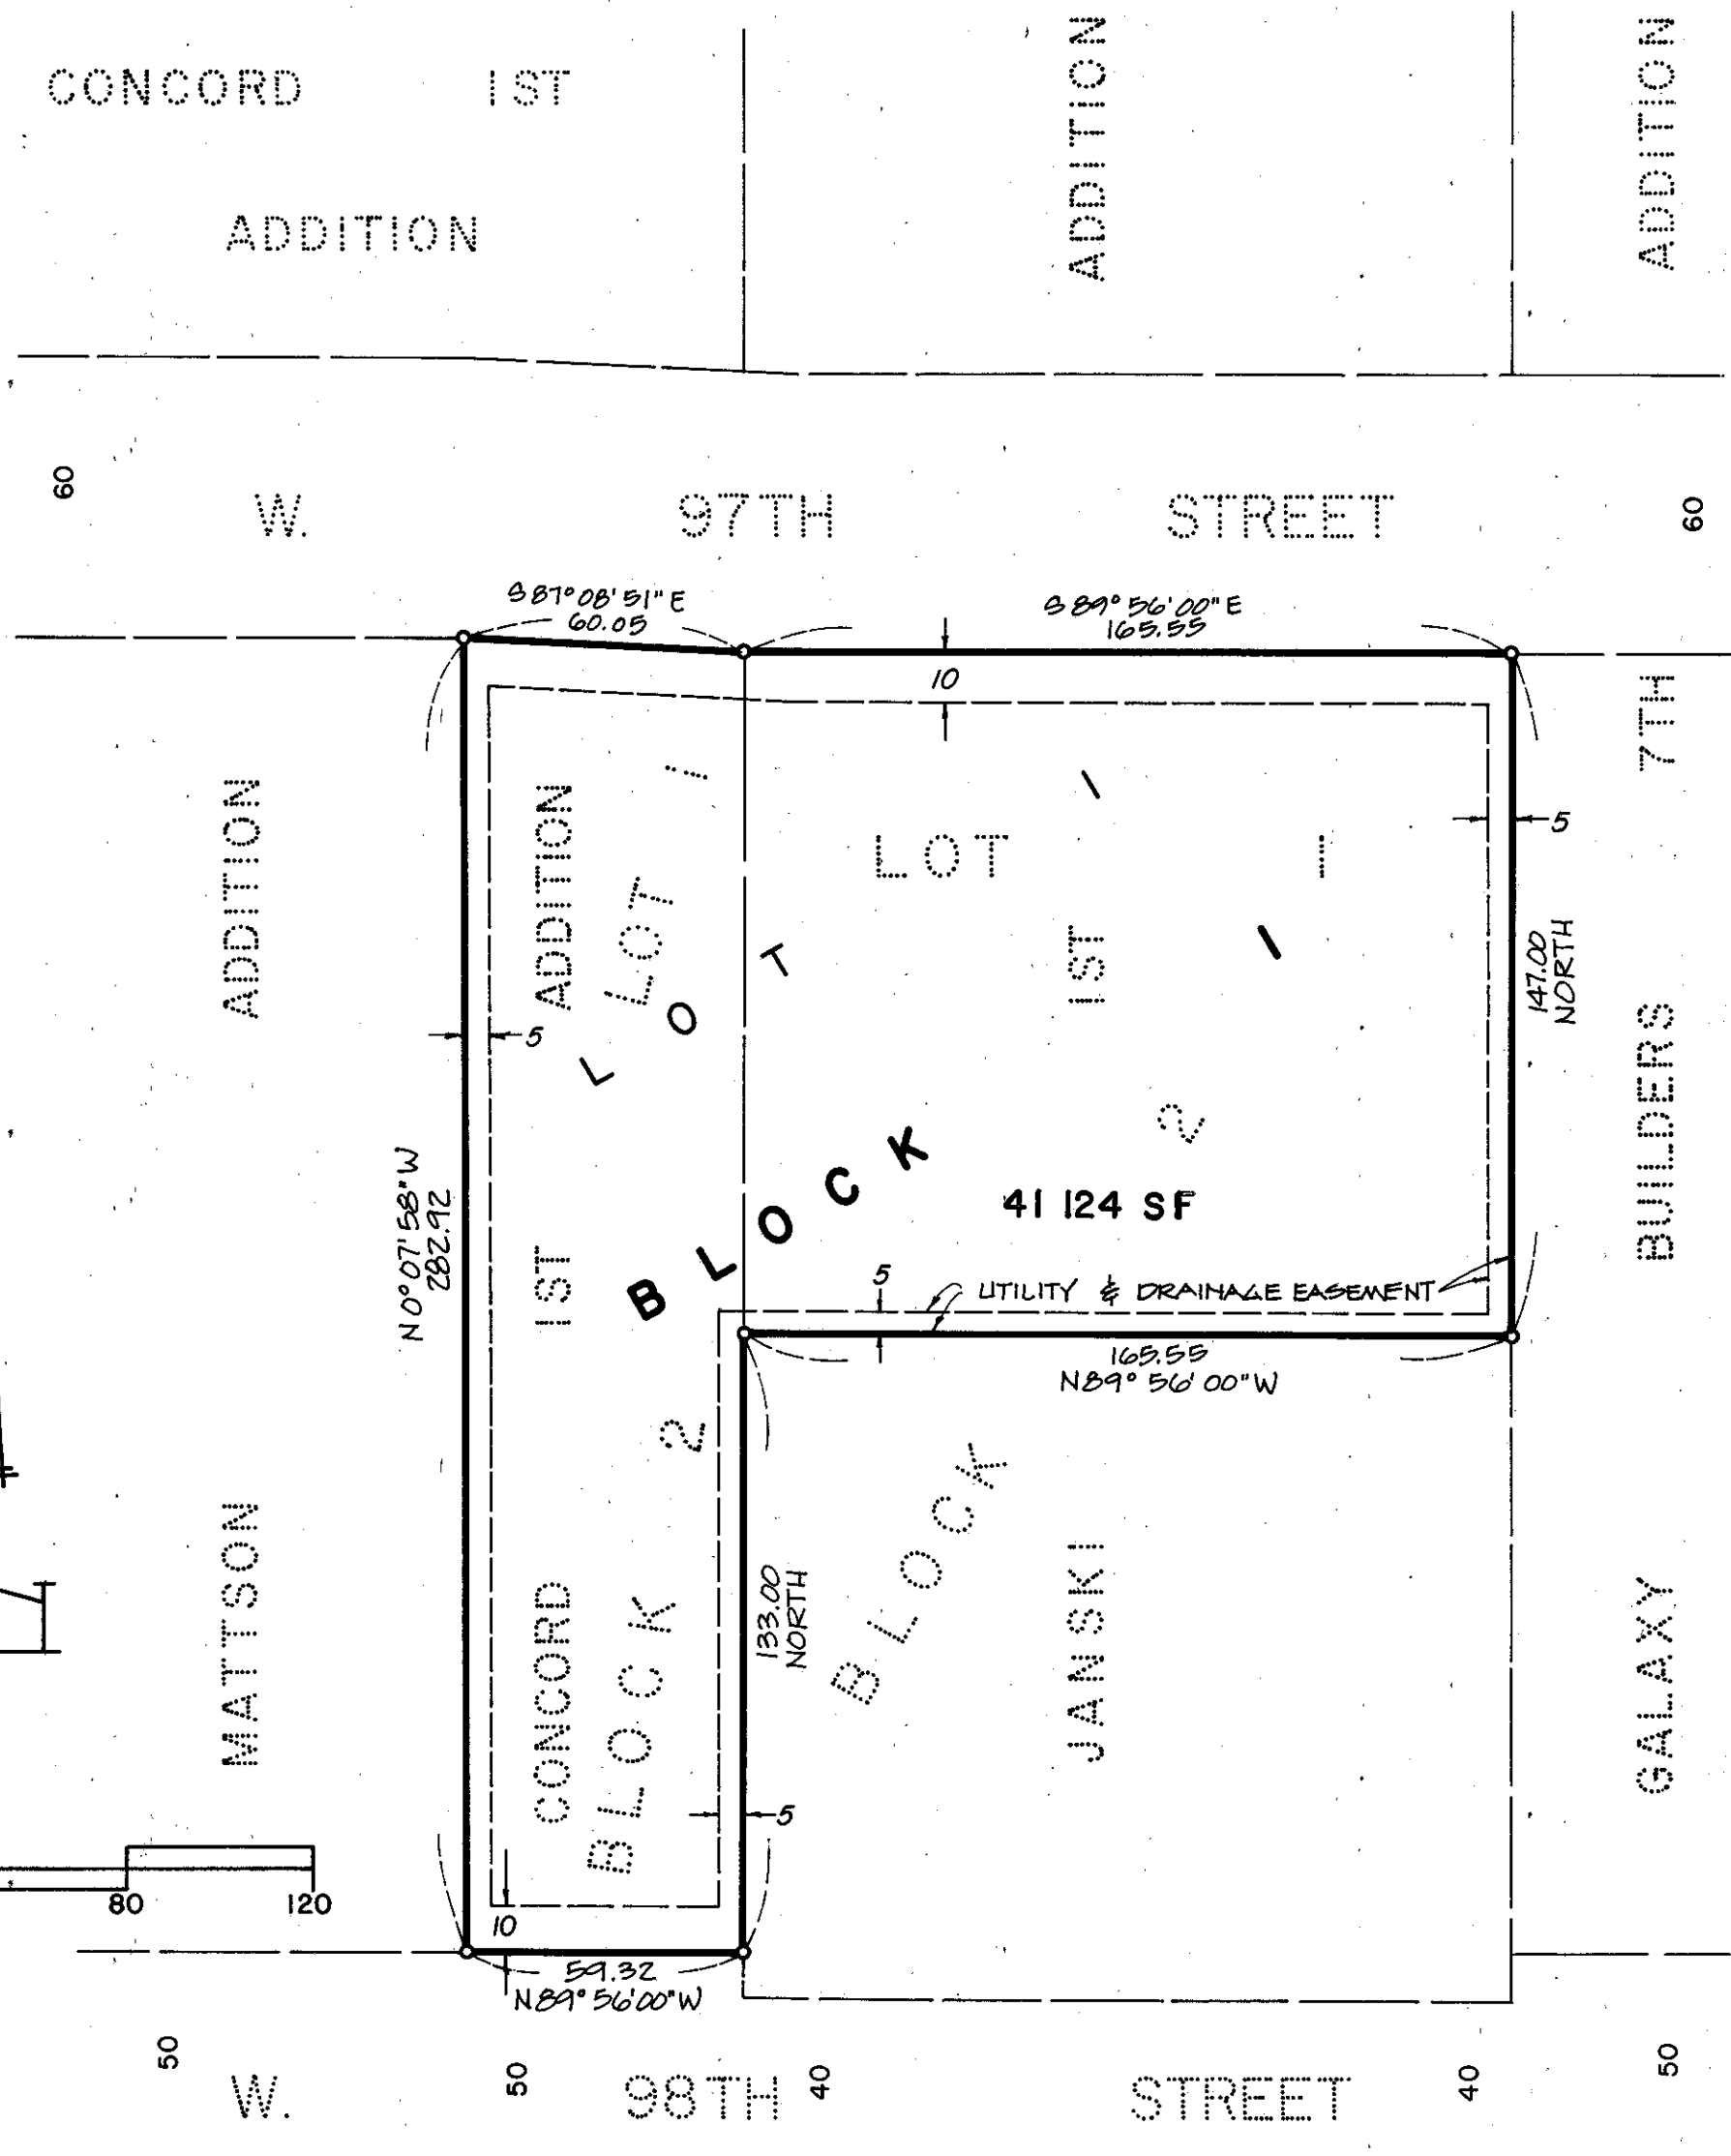 CONCORD 1ST
ADDITION
ADDITION
ADDITION
60
W. 97TH STREET
60
S 87° 08' 51" E
60.05
S 89° 56' 00" E
165.55
10
7TH
ADDITION
ADDITION
LOT 1
LOT 1
LOT 1
5
5
1ST
147.00
NORTH
BUILDERS
N 0° 07' 58" W
282.92
1ST
BLOCK 1
2
41 124 SF
5
UTILITY & DRAINAGE EASEMENT
165.55
N 89° 56' 00" W
MATTSON
CONCORD
BLOCK 2
133.00
NORTH
BLOCK
JANSKI
GALAXY
5
80
120
10
59.32
N 89° 56' 00" W
50
W. 98TH STREET
50
40
40
50